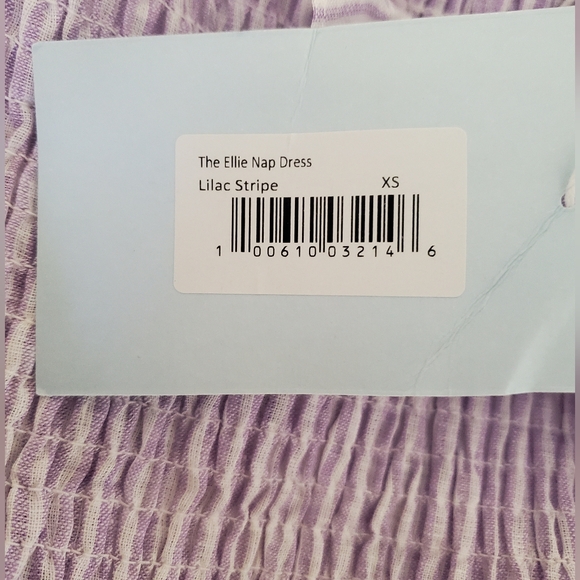 The Ellie Nap Dress
Lilac Stripe XS
1 00610 03214 6